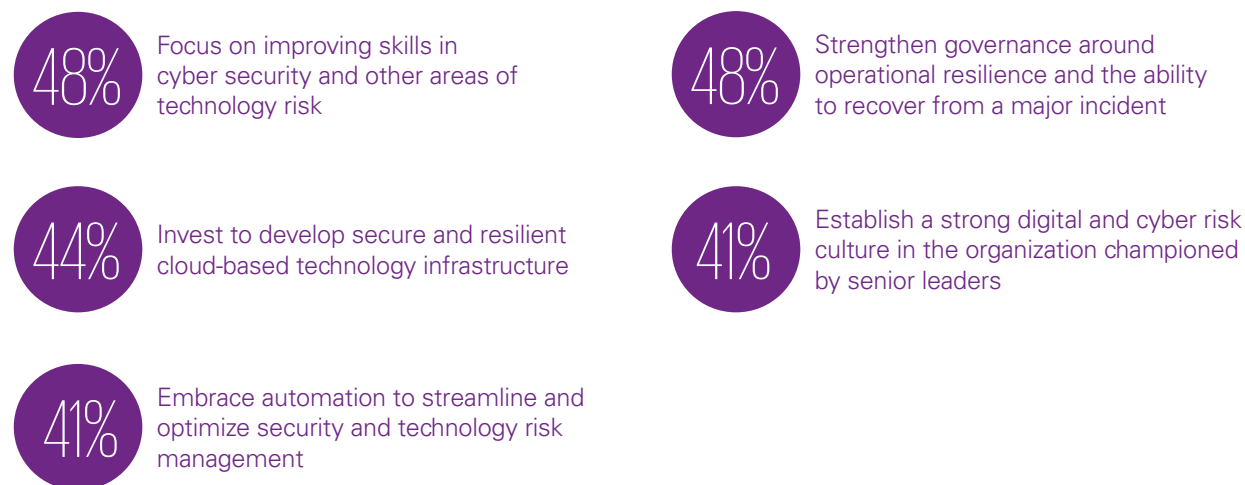 48%
Focus on improving skills in
cyber security and other areas of
technology risk
48%
Strengthen governance around
operational resilience and the ability
to recover from a major incident
44%
Invest to develop secure and resilient
cloud-based technology infrastructure
41%
Establish a strong digital and cyber risk
culture in the organization championed
by senior leaders
41%
Embrace automation to streamline and
optimize security and technology risk
management